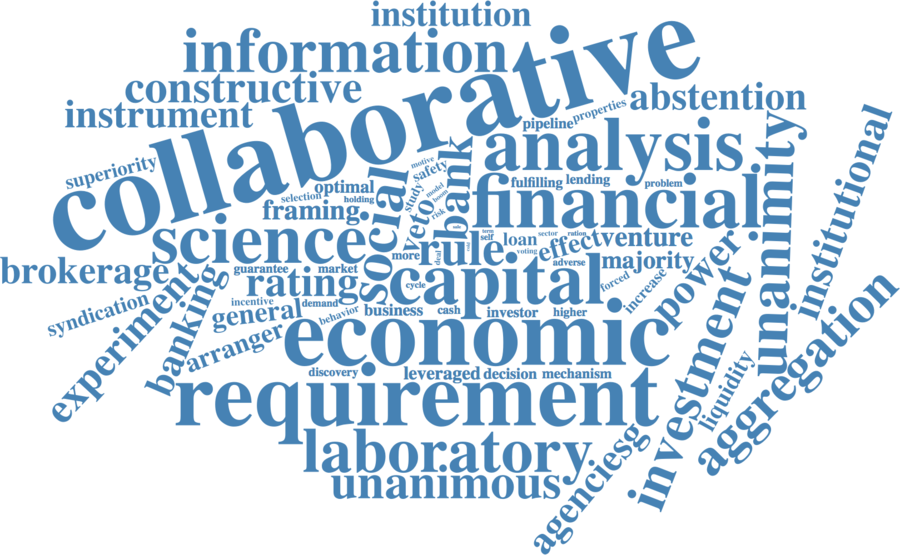 institution
information
collaborative
constructive
instrument
abstention
pipeline
properties
analysis
superiority
motive
safety
bank
optimal
selection
holding
study
model
boom
risk
fulfilling
lending
problem
financial
unanimity
institutional
framing
veto
social
science
rule
self
term
sector
ration
loan
voting
effect
venture
more
deal
adverse
majority
brokerage
guarantee
market
rating
cycle
capital
forced
increase
power
experiment
banking
syndication
incentive
demand
general
behavior
business
cash
investor
higher
arranger
economic
investment
discovery
leveraged
decision
mechanism
liquidity
aggregation
requirement
laboratory
unanimous
agenciesg